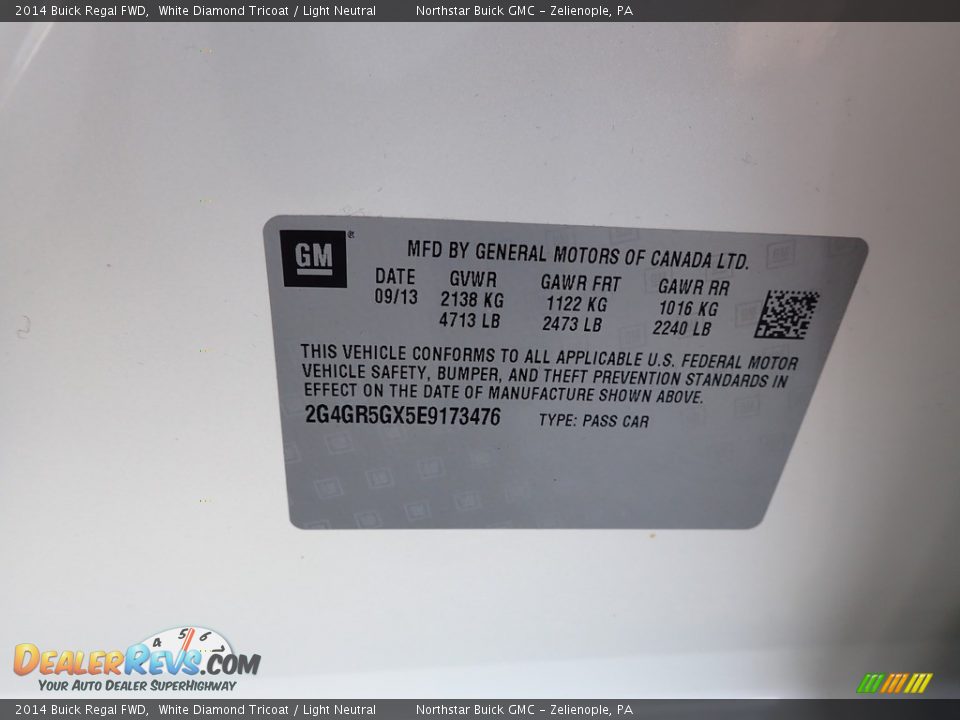 2014 Buick Regal FWD, White Diamond Tricoat / Light Neutral Northstar Buick GMC - Zelienople, PA
GM ®
MFD BY GENERAL MOTORS OF CANADA LTD.
DATE GVWR GAWR FRT GAWR RR
09/13 2138 KG 1122 KG 1016 KG
4713 LB 2473 LB 2240 LB
THIS VEHICLE CONFORMS TO ALL APPLICABLE U.S. FEDERAL MOTOR
VEHICLE SAFETY, BUMPER, AND THEFT PREVENTION STANDARDS IN
EFFECT ON THE DATE OF MANUFACTURE SHOWN ABOVE.
2G4GR5GX5E9173476 TYPE: PASS CAR
4 5 6
DEALERREVS.COM
YOUR AUTO DEALER SUPERHIGHWAY
2014 Buick Regal FWD, White Diamond Tricoat / Light Neutral Northstar Buick GMC - Zelienople, PA